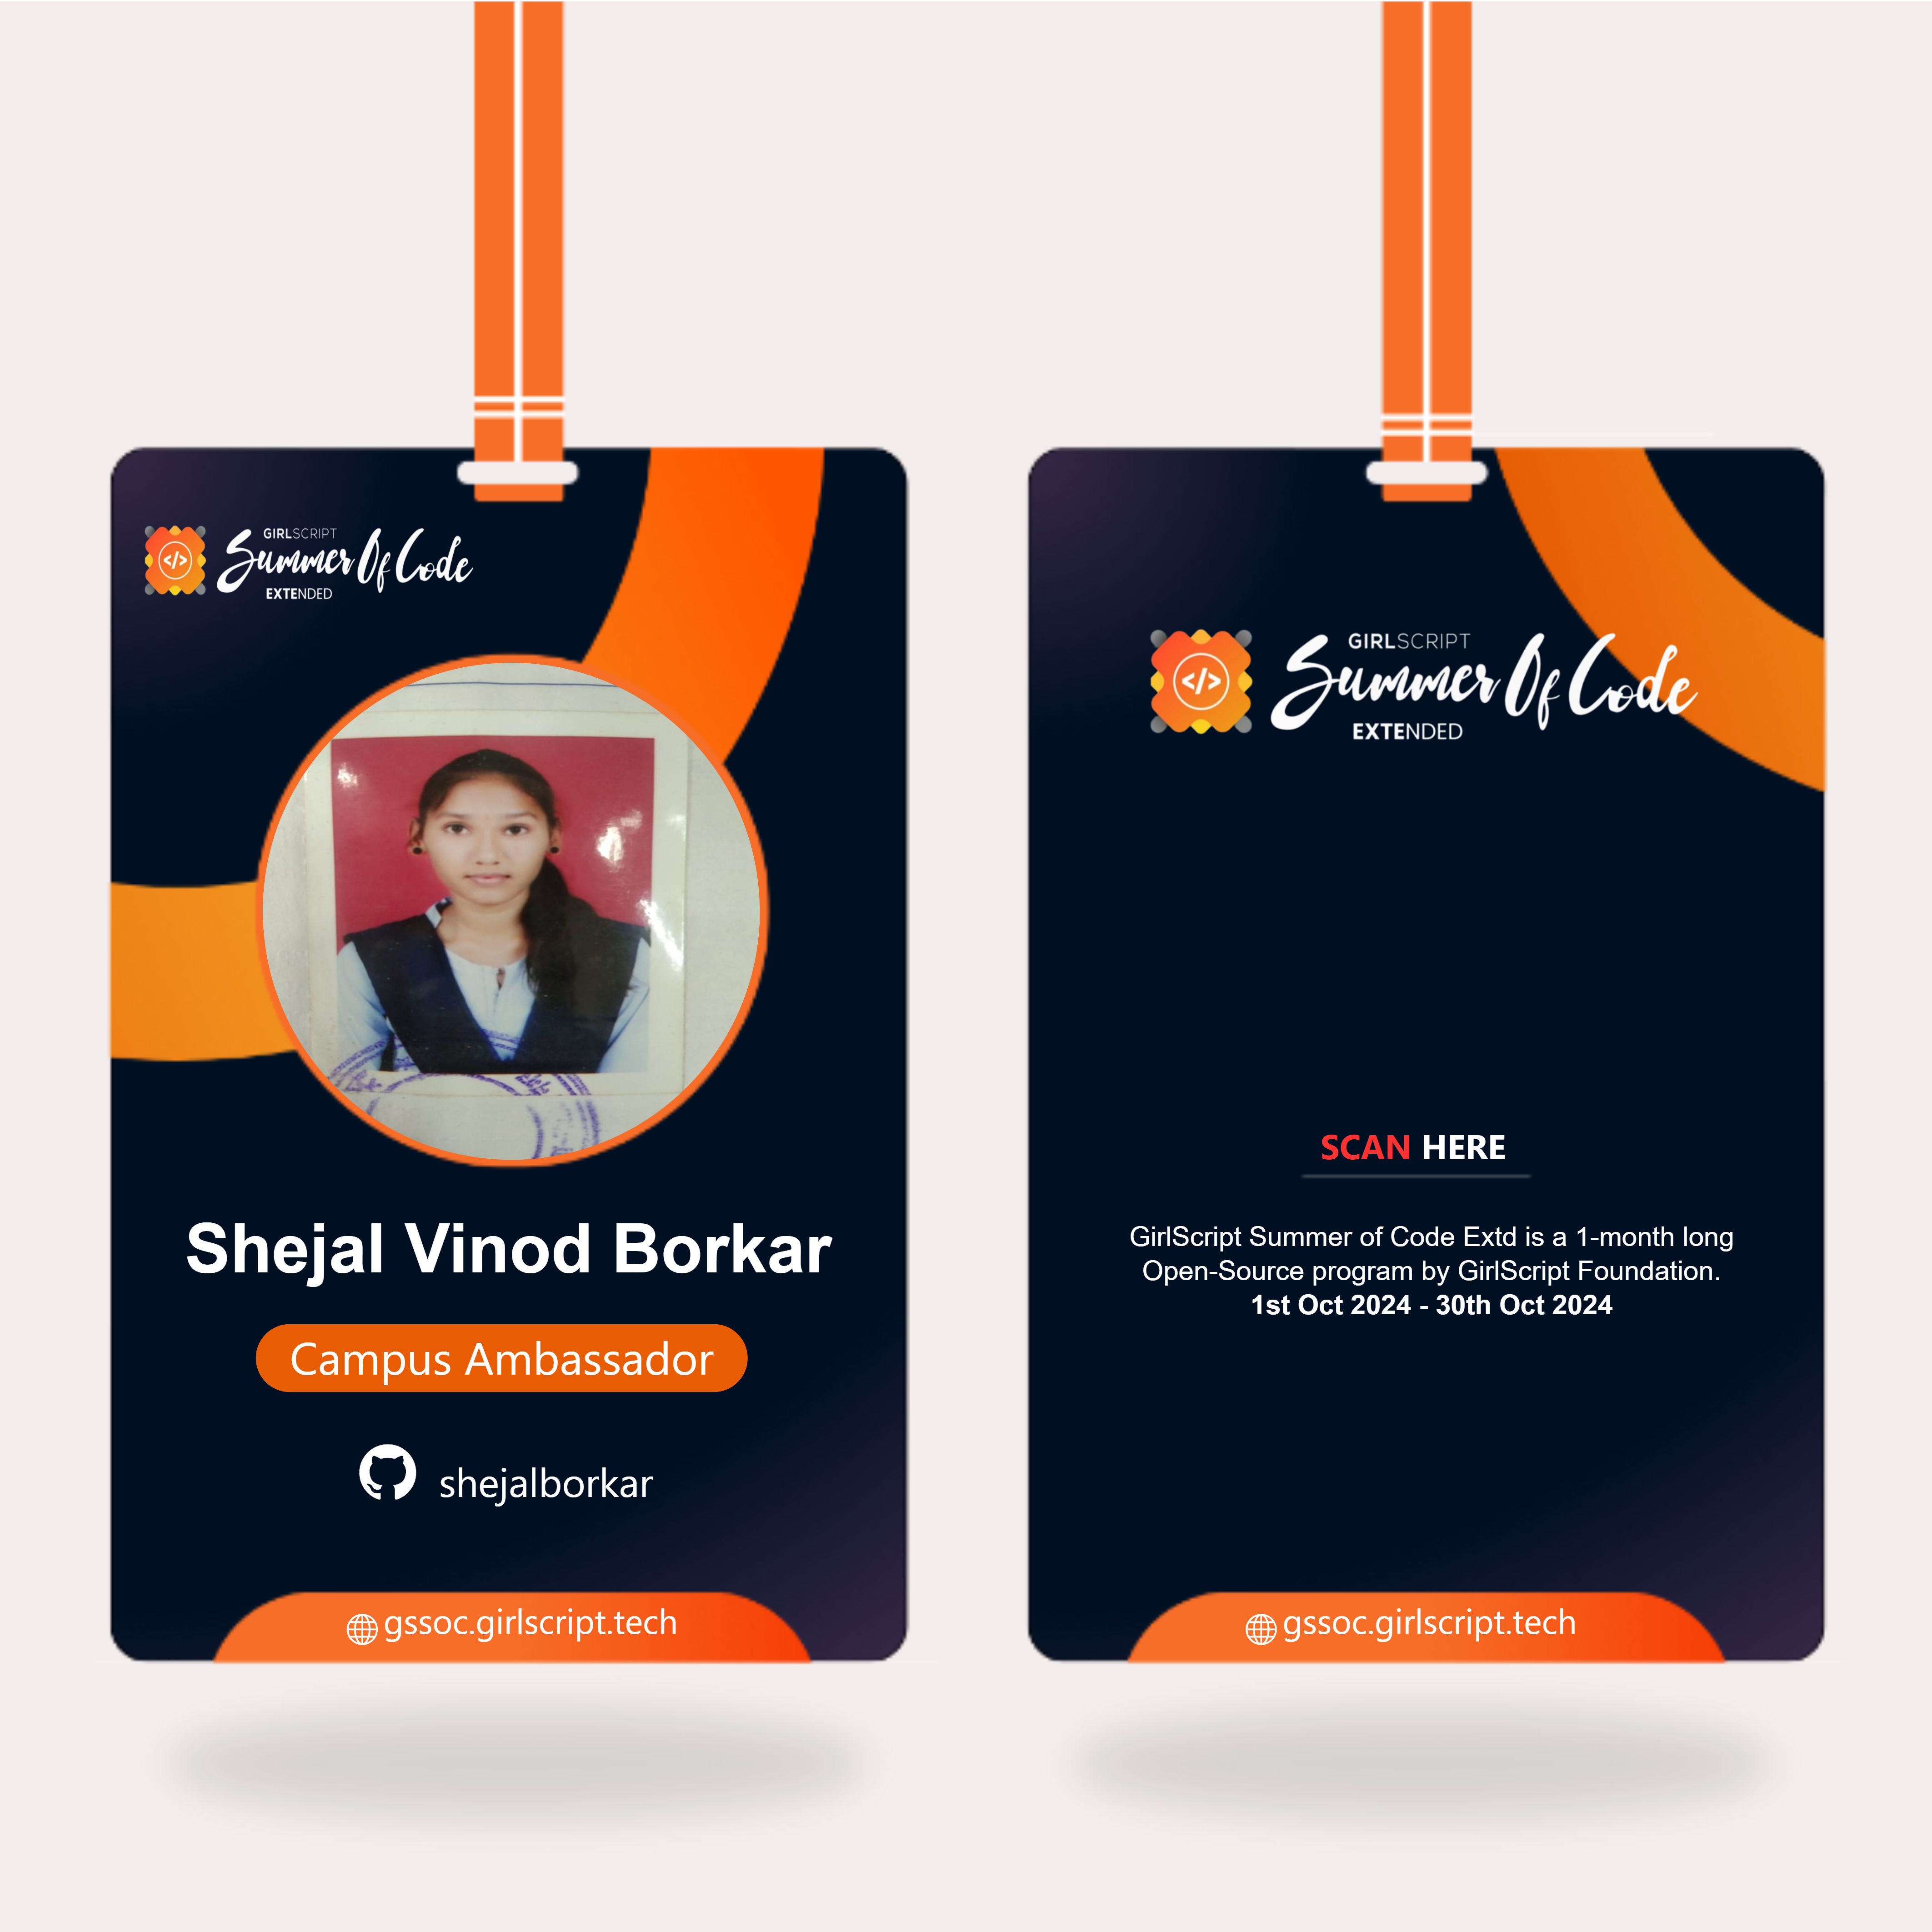 GIRLSCRIPT
Summer Of Code
EXTENDED
Shejal Vinod Borkar
Campus Ambassador
shejalborkar
gssoc.girlscript.tech
GIRLSCRIPT
Summer Of Code
EXTENDED
SCAN HERE
GirlScript Summer of Code Extd is a 1-month long
Open-Source program by GirlScript Foundation.
1st Oct 2024 - 30th Oct 2024
gssoc.girlscript.tech